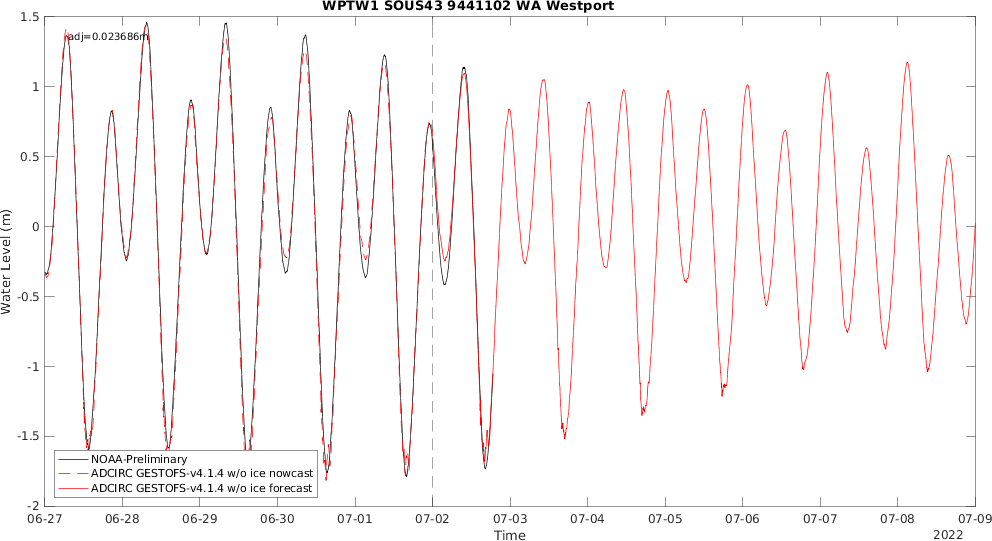 WPTW1 SOUS43 9441102 WA Westport
adj=0.023686m
1.5
1
0.5
0
-0.5
-1
-1.5
-2
Water Level (m)
NOAA-Preliminary
ADCIRC GESTOFS-v4.1.4 w/o ice nowcast
ADCIRC GESTOFS-v4.1.4 w/o ice forecast
06-27 06-28 06-29 06-30 07-01 07-02 07-03 07-04 07-05 07-06 07-07 07-08 07-09
Time
2022